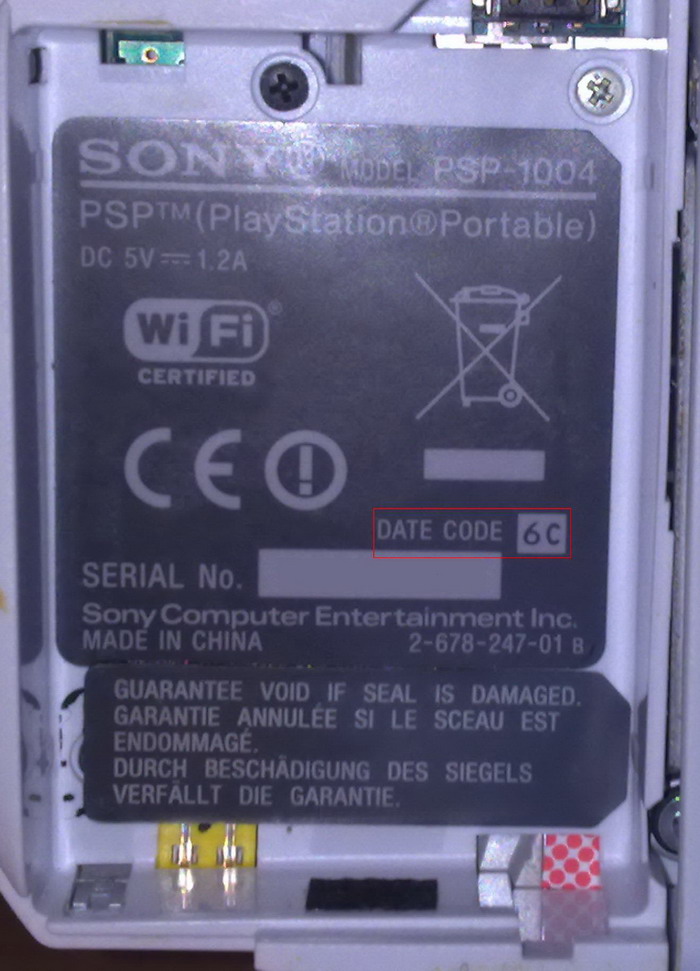 SONY® MODEL PSP-1004
PSP™(PlayStation®Portable)
DC 5V⎓1.2A
Wi Fi®
CERTIFIED
CE
DATE CODE 6C
SERIAL No.
Sony Computer Entertainment Inc.
MADE IN CHINA 2-678-247-01 B
GUARANTEE VOID IF SEAL IS DAMAGED.
GARANTIE ANNULÉE SI LE SCEAU EST
ENDOMMAGÉ.
DURCH BESCHÄDIGUNG DES SIEGELS
VERFÄLLT DIE GARANTIE.